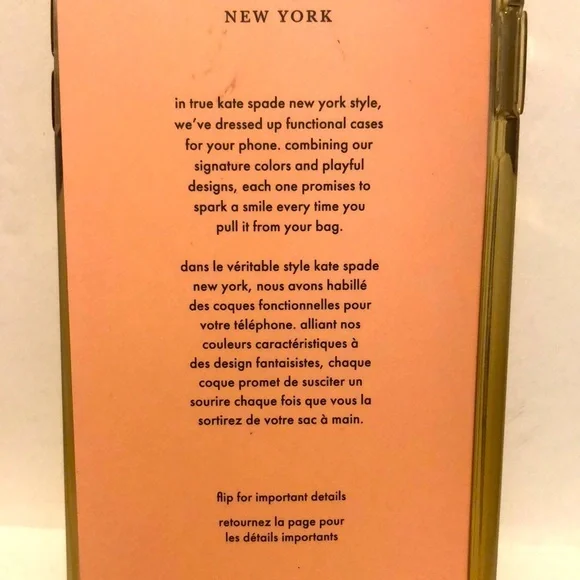 NEW YORK
in true kate spade new york style,
we've dressed up functional cases
for your phone. combining our
signature colors and playful
designs, each one promises to
spark a smile every time you
pull it from your bag.
dans le véritable style kate spade
new york, nous avons habillé
des coques fonctionnelles pour
votre téléphone. alliant nos
couleurs caractéristiques à
des design fantaisistes, chaque
coque promet de susciter un
sourire chaque fois que vous la
sortirez de votre sac à main.
flip for important details
retournez la page pour
les détails importants